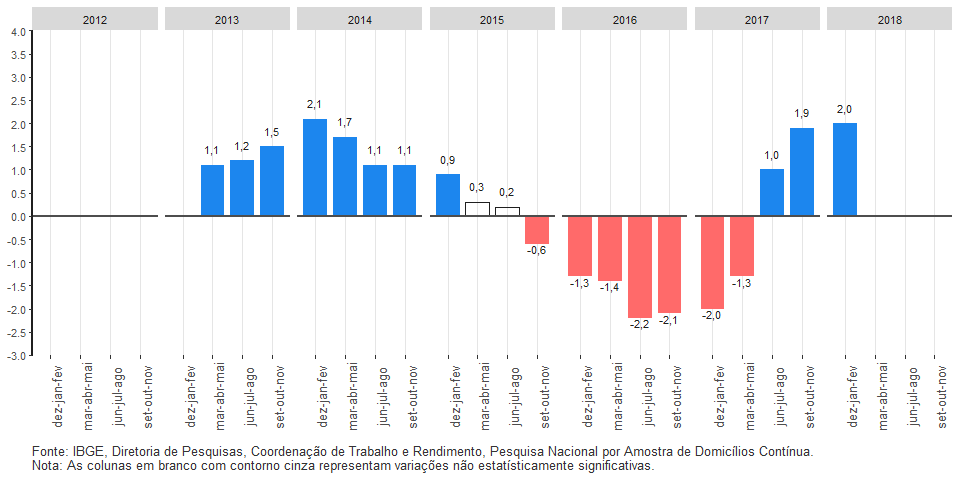 2012 2013 2014 2015 2016 2017 2018
4.0
3.5
3.0
2.5
2.0
1.5
1.0
0.5
0.0
-0.5
-1.0
-1.5
-2.0
-2.5
-3.0
1,1 1,2 1,5
2,1 1,7 1,1 1,1
0,9 0,3 0,2 -0,6
-1,3 -1,4 -2,2 -2,1
-2,0 -1,3 1,0 1,9
2,0
dez-jan-fev mar-abr-mai jun-jul-ago set-out-nov
dez-jan-fev mar-abr-mai jun-jul-ago set-out-nov
dez-jan-fev mar-abr-mai jun-jul-ago set-out-nov
dez-jan-fev mar-abr-mai jun-jul-ago set-out-nov
dez-jan-fev mar-abr-mai jun-jul-ago set-out-nov
dez-jan-fev mar-abr-mai jun-jul-ago set-out-nov
dez-jan-fev mar-abr-mai jun-jul-ago set-out-nov
Fonte: IBGE, Diretoria de Pesquisas, Coordenação de Trabalho e Rendimento, Pesquisa Nacional por Amostra de Domicílios Contínua.
Nota: As colunas em branco com contorno cinza representam variações não estatísticamente significativas.